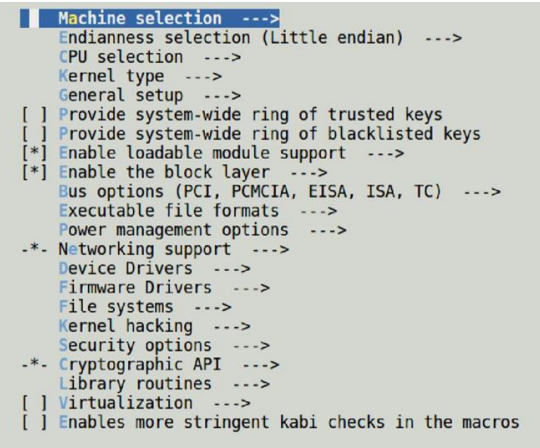 Machine selection  --->
Endianness selection (Little endian)  --->
CPU selection  --->
Kernel type  --->
General setup  --->
[ ] Provide system-wide ring of trusted keys
[ ] Provide system-wide ring of blacklisted keys
[*] Enable loadable module support  --->
[*] Enable the block layer  --->
Bus options (PCI, PCMCIA, EISA, ISA, TC)  --->
Executable file formats  --->
Power management options  --->
-*- Networking support  --->
Device Drivers  --->
Firmware Drivers  --->
File systems  --->
Kernel hacking  --->
Security options  --->
-*- Cryptographic API  --->
Library routines  --->
[ ] Virtualization  --->
[ ] Enables more stringent kabi checks in the macros